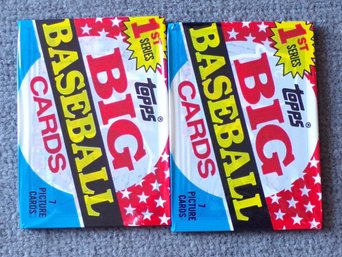 1ST
SERIES
topps®
BIG
BASEBALL
CARDS
7
PICTURE
CARDS
1ST
SERIES
topps®
BIG
BASEBALL
CARDS
7
PICTURE
CARDS